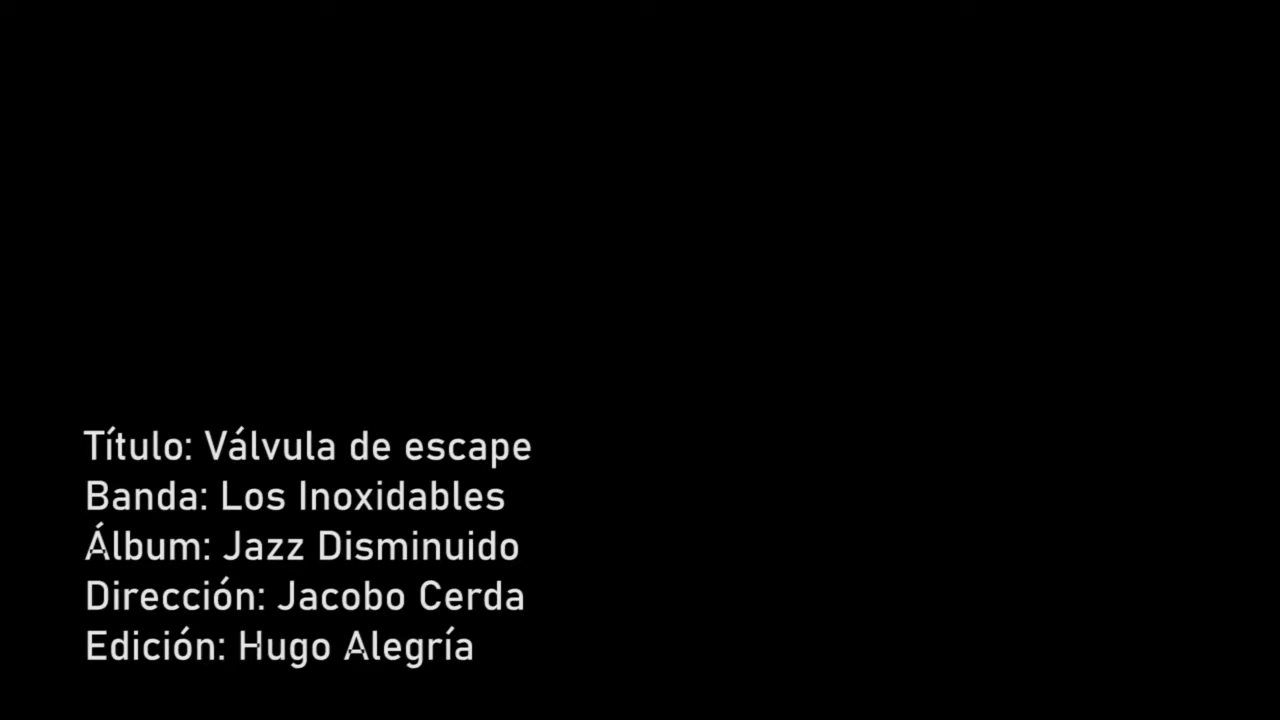 Título: Válvula de escape
Banda: Los Inoxidables
Álbum: Jazz Disminuido
Dirección: Jacobo Cerda
Edición: Hugo Alegría